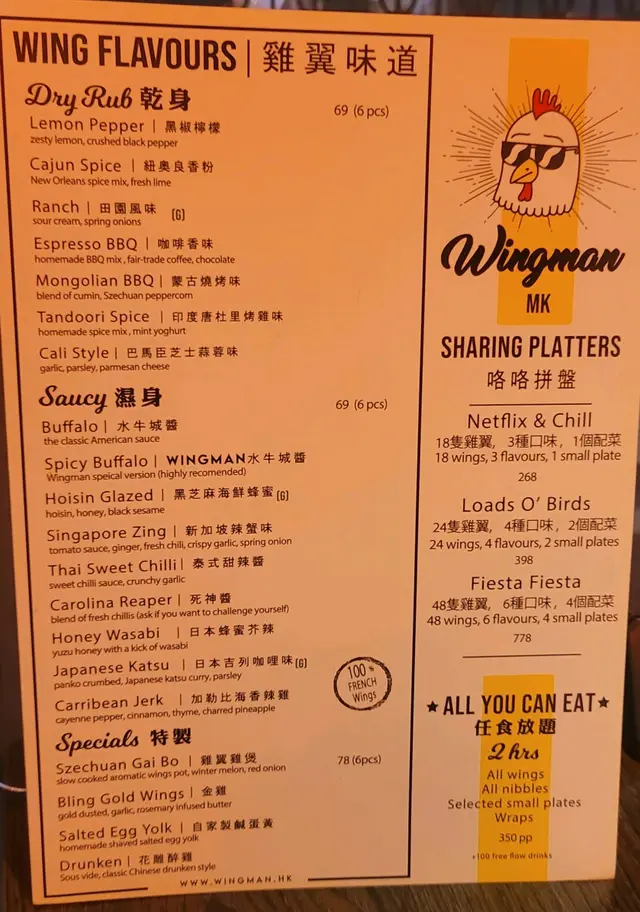 WING FLAVOURS | 雞翼味道
Dry Rub 乾身
69 (6 pcs)
Lemon Pepper | 黑椒檸檬
zesty lemon, crushed black pepper
Cajun Spice | 紐奧良香粉
New Orleans spice mix, fresh lime
Ranch | 田園風味 (G)
sour cream, spring onions
Espresso BBQ | 咖啡香味
homemade BBQ mix, fair-trade coffee, chocolate
Mongolian BBQ | 蒙古燒烤味
blend of cumin, Szechuan peppercorn
Tandoori Spice | 印度唐杜里烤雞味
homemade spice mix, mint yoghurt
Cali Style | 巴馬臣芝士蒜蓉味
garlic, parsley, parmesan cheese
Saucy 濕身
69 (6 pcs)
Buffalo | 水牛城醬
the classic American sauce
Spicy Buffalo | WINGMAN水牛城醬
Wingman speical version (highly recomended)
Hoisin Glazed | 黑芝麻海鮮蜂蜜 (G)
hoisin, honey, black sesame
Singapore Zing | 新加坡辣蟹味
tomato sauce, ginger, fresh chili, crispy garlic, spring onion
Thai Sweet Chilli | 泰式甜辣醬
sweet chilli sauce, crunchy garlic
Carolina Reaper | 死神醬
blend of fresh chillis (ask if you want to challenge yourself)
Honey Wasabi | 日本蜂蜜芥辣
yuzu honey with a kick of wasabi
Japanese Katsu | 日本吉列咖哩味 (G)
panko crumbed, Japanese katsu curry, parsley
Carribean Jerk | 加勒比海香辣雞
cayenne pepper, cinnamon, thyme, charred pineapple
100%
FRENCH
Wings
Specials 特製
78 (6pcs)
Szechuan Gai Bo | 雞翼雞煲
slow cooked aromatic wings pot, winter melon, red onion
Bling Gold Wings | 金雞
gold dusted, garlic, rosemary infused butter
Salted Egg Yolk | 自家製鹹蛋黃
homemade shaved salted egg yolk
Drunken | 花雕醉雞
Sous vide, classic Chinese drunken style
WWW.WINGMAN.HK
Wingman
MK
SHARING PLATTERS
咯咯拼盤
Netflix & Chill
18隻雞翼, 3種口味, 1個配菜
18 wings, 3 flavours, 1 small plate
268
Loads O' Birds
24隻雞翼, 4種口味, 2個配菜
24 wings, 4 flavours, 2 small plates
398
Fiesta Fiesta
48隻雞翼, 6種口味, 4個配菜
48 wings, 6 flavours, 4 small plates
778
★ALL YOU CAN EAT★
任食放題
2 hrs
All wings
All nibbles
Selected small plates
Wraps
350 pp
+100 free flow drinks